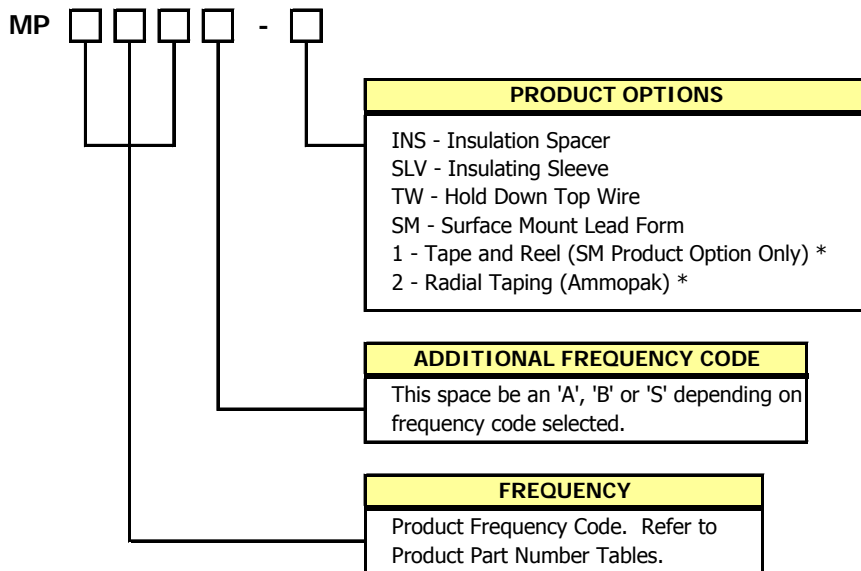 MP -
PRODUCT OPTIONS
INS - Insulation Spacer
SLV - Insulating Sleeve
TW - Hold Down Top Wire
SM - Surface Mount Lead Form
1 - Tape and Reel (SM Product Option Only) *
2 - Radial Taping (Ammopak) *
ADDITIONAL FREQUENCY CODE
This space be an 'A', 'B' or 'S' depending on
frequency code selected.
FREQUENCY
Product Frequency Code. Refer to
Product Part Number Tables.